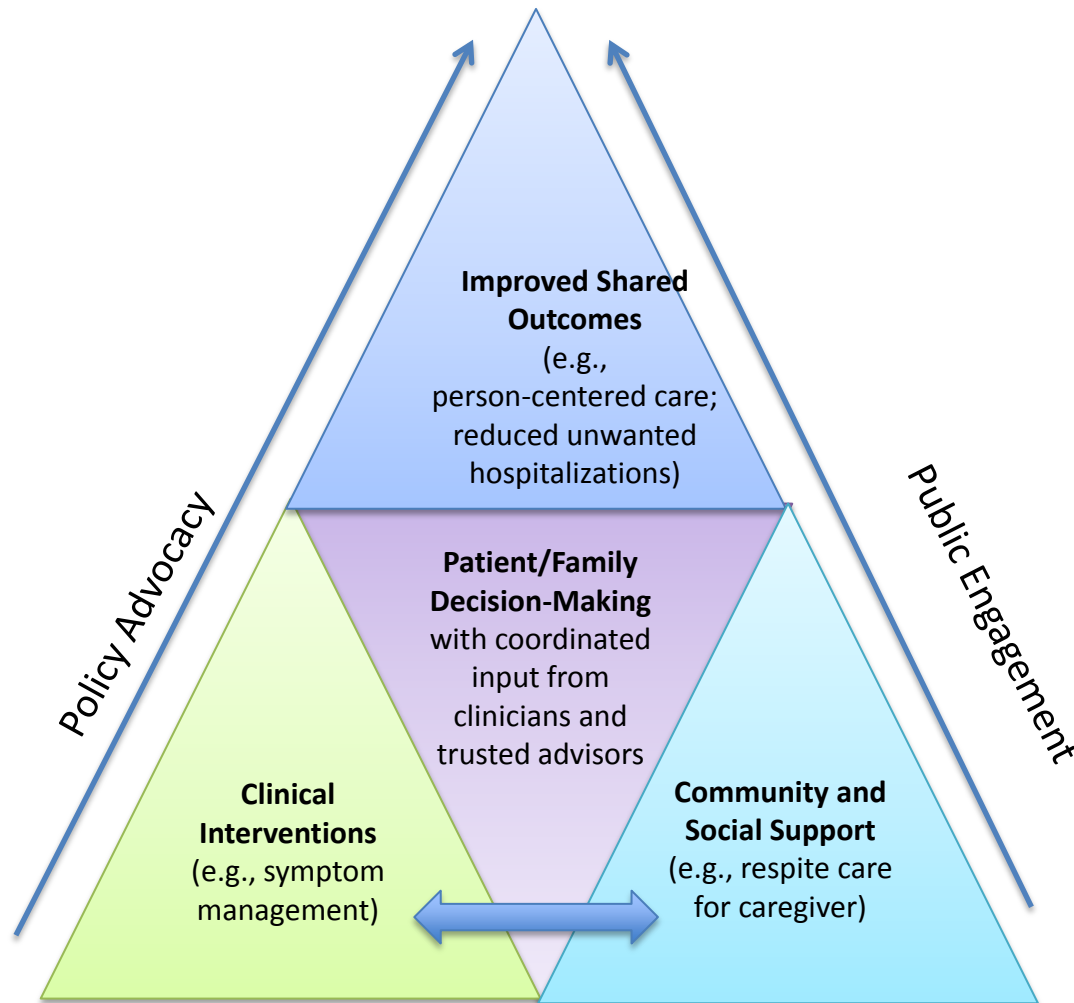 Improved Shared
Outcomes
(e.g.,
person-centered care;
reduced unwanted
hospitalizations)
Policy Advocacy
Public Engagement
Patient/Family
Decision-Making
with coordinated
input from
clinicians and
trusted advisors
Clinical
Interventions
(e.g., symptom
management)
Community and
Social Support
(e.g., respite care
for caregiver)